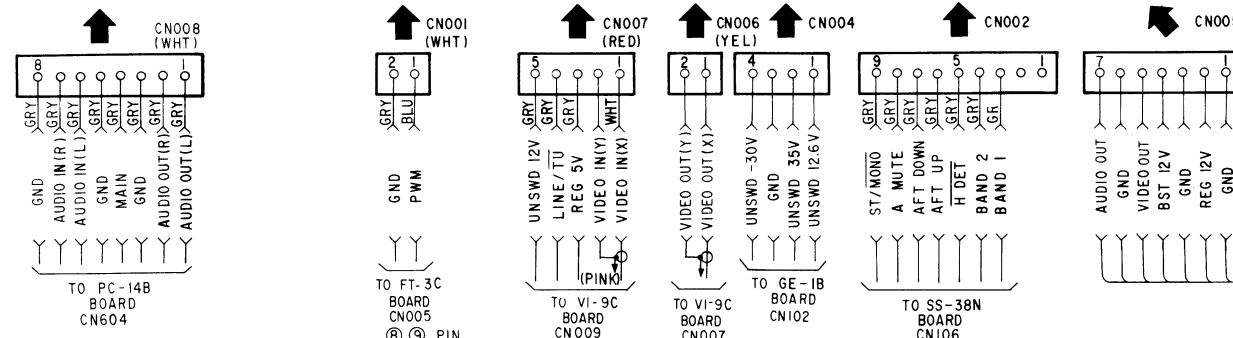 CN008
(WHT)
8 1
GRY GRY GRY GRY GRY GRY GRY GRY
GND
AUDIO IN(R)
AUDIO IN(L)
GND
MAIN
GND
AUDIO OUT(R)
AUDIO OUT(L)
TO PC-14B
BOARD
CN604
CN001
(WHT)
2 1
GRY BLU
GND
PWM
TO FT-3C
BOARD
CN005
⑧ ⑨ PIN
CN007
(RED)
5 1
GRY GRY GRY WHT
UNSWD 12V
LINE/TU
REG 5V
VIDEO IN(Y)
VIDEO IN(X)
(PINK)
TO VI-9C
BOARD
CN009
CN006
(YEL)
2 1
VIDEO OUT(Y)
VIDEO OUT(X)
TO VI-9C
BOARD
CN007
CN004
4 1
UNSWD -30V
GND
UNSWD 35V
UNSWD 12.6V
TO GE-1B
BOARD
CN102
CN002
9 5 1
GRY GRY GRY GRY GRY GRY GR
ST/MONO
A MUTE
AFT DOWN
AFT UP
H DET
BAND 2
BAND 1
TO SS-38N
BOARD
CN106
CN005
7 1
AUDIO OUT
GND
VIDEO OUT
BST 12V
GND
REG 12V
GND